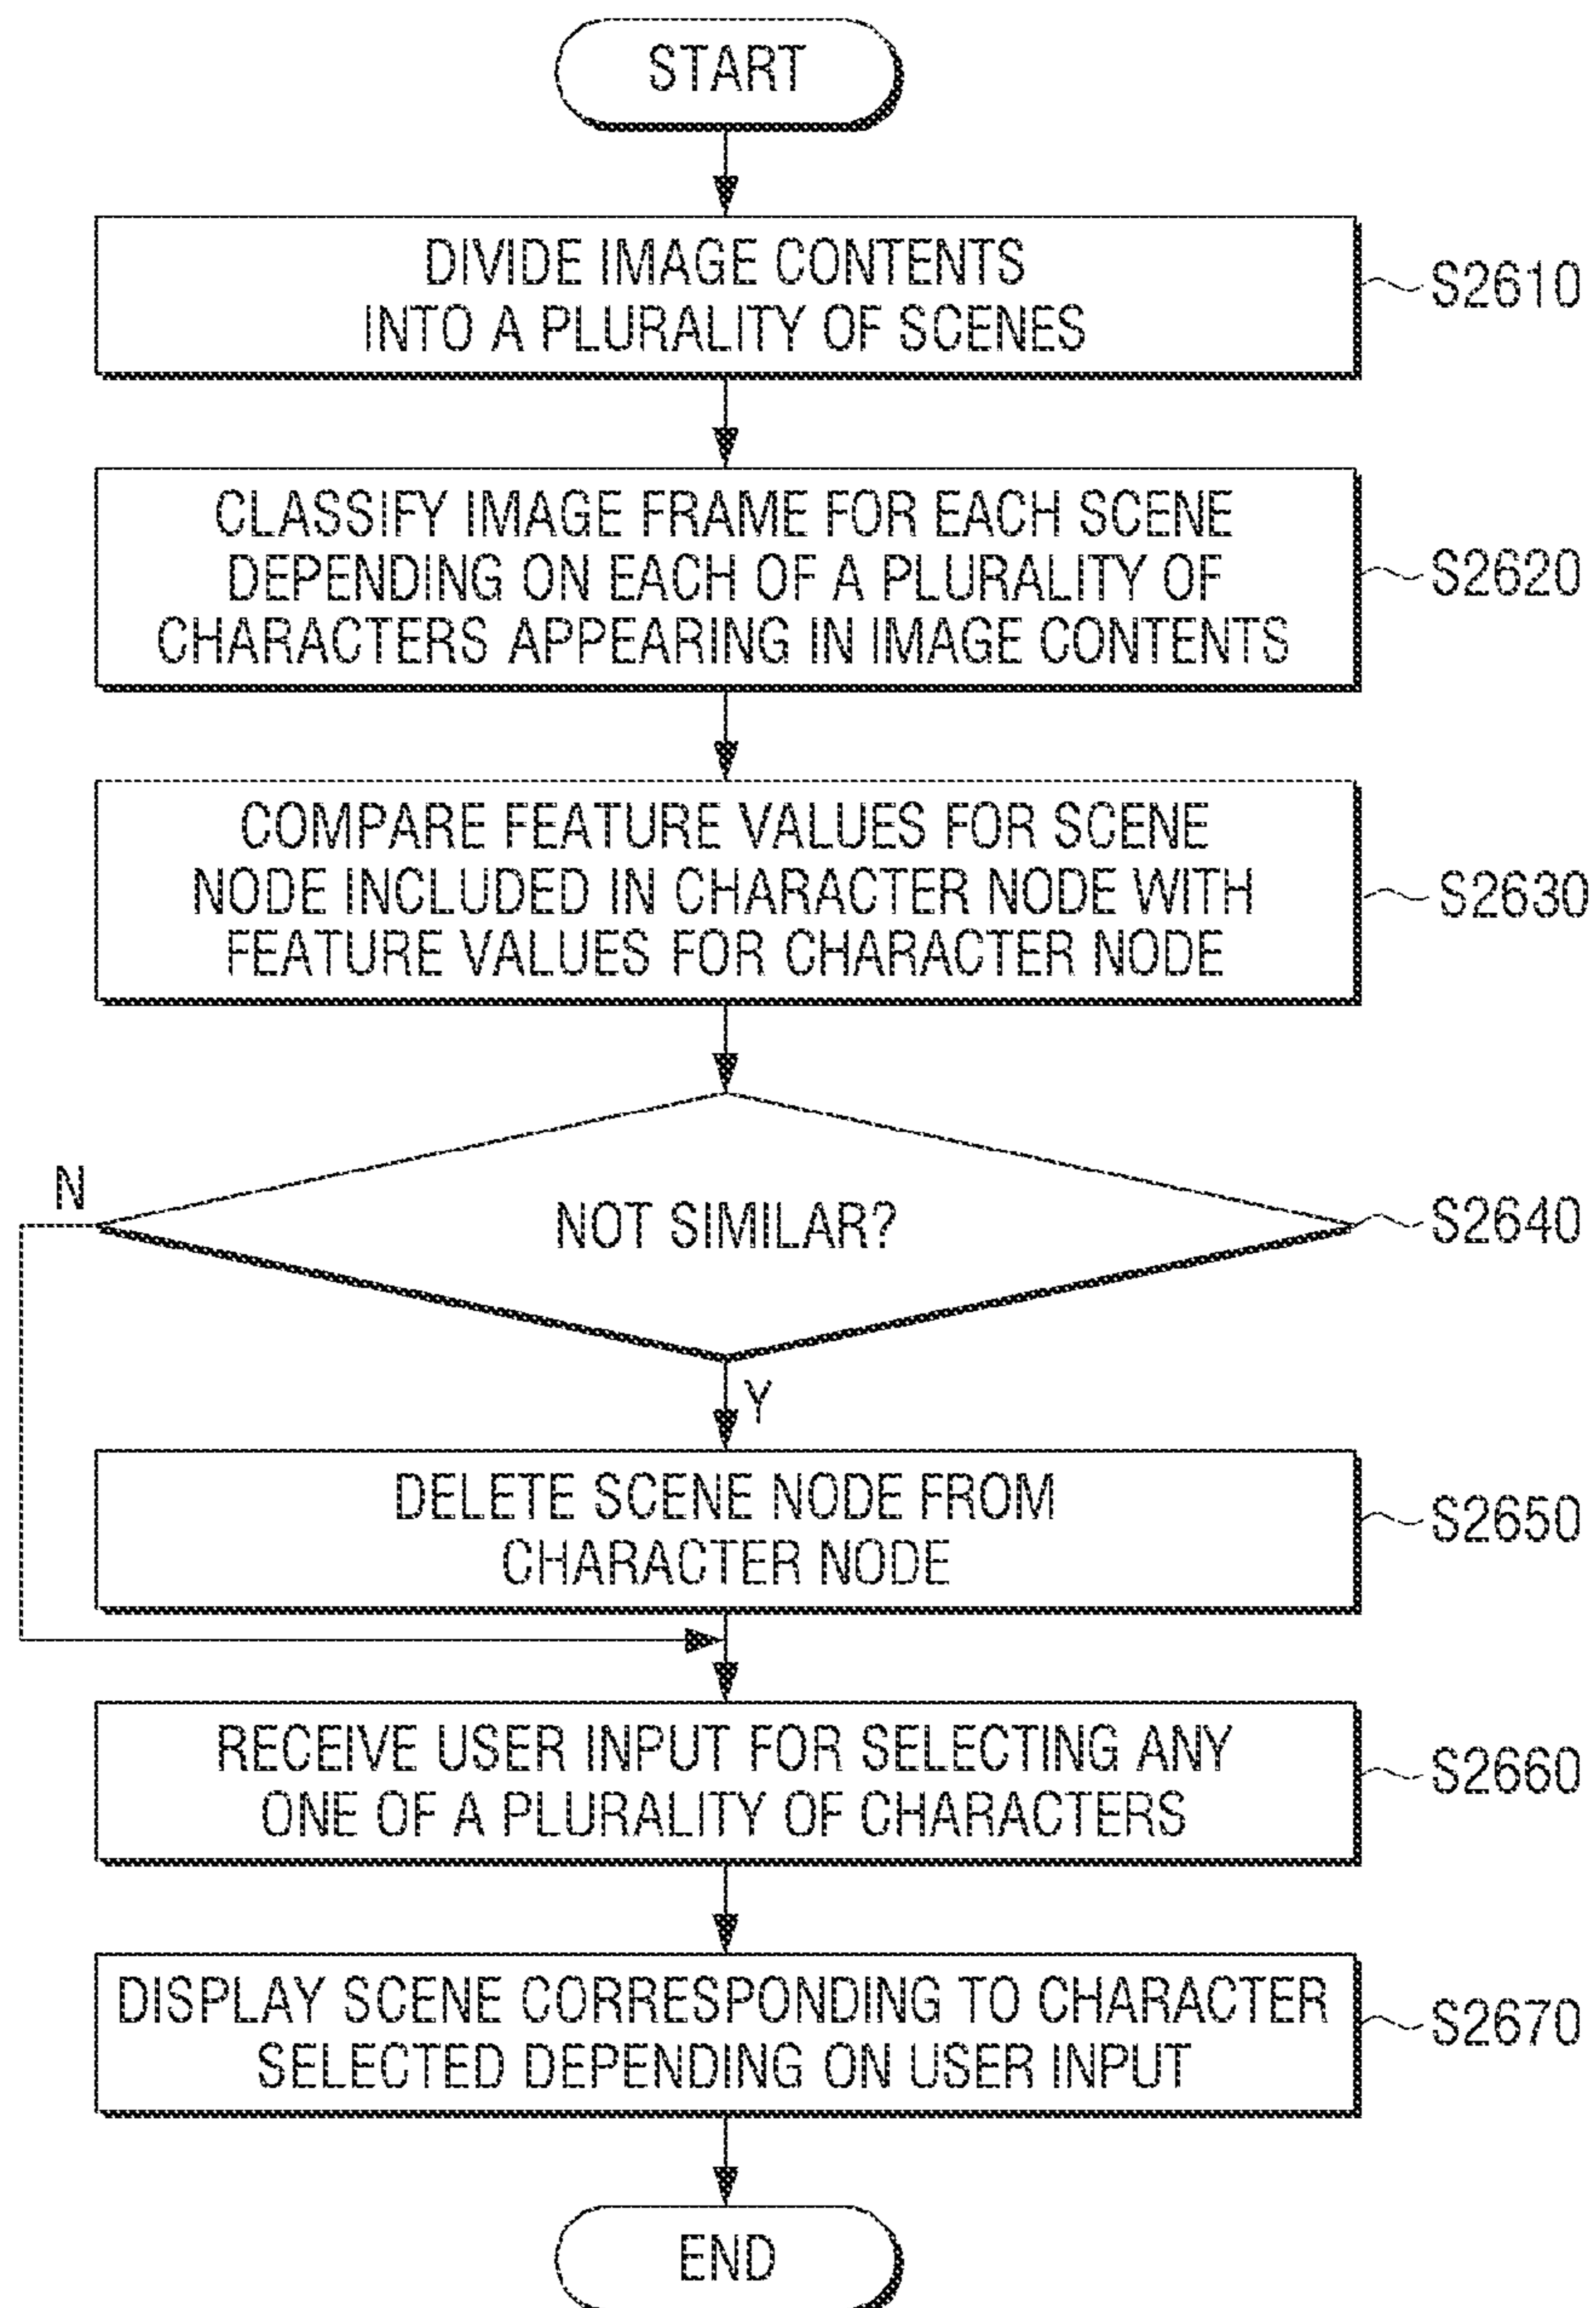 START
DIVIDE IMAGE CONTENTS
INTO A PLURALITY OF SCENES
S2610
CLASSIFY IMAGE FRAME FOR EACH SCENE
DEPENDING ON EACH OF A PLURALITY OF
CHARACTERS APPEARING IN IMAGE CONTENTS
S2620
COMPARE FEATURE VALUES FOR SCENE
NODE INCLUDED IN CHARACTER NODE WITH
FEATURE VALUES FOR CHARACTER NODE
S2630
N
NOT SIMILAR?
S2640
Y
DELETE SCENE NODE FROM
CHARACTER NODE
S2650
RECEIVE USER INPUT FOR SELECTING ANY
ONE OF A PLURALITY OF CHARACTERS
S2660
DISPLAY SCENE CORRESPONDING TO CHARACTER
SELECTED DEPENDING ON USER INPUT
S2670
END